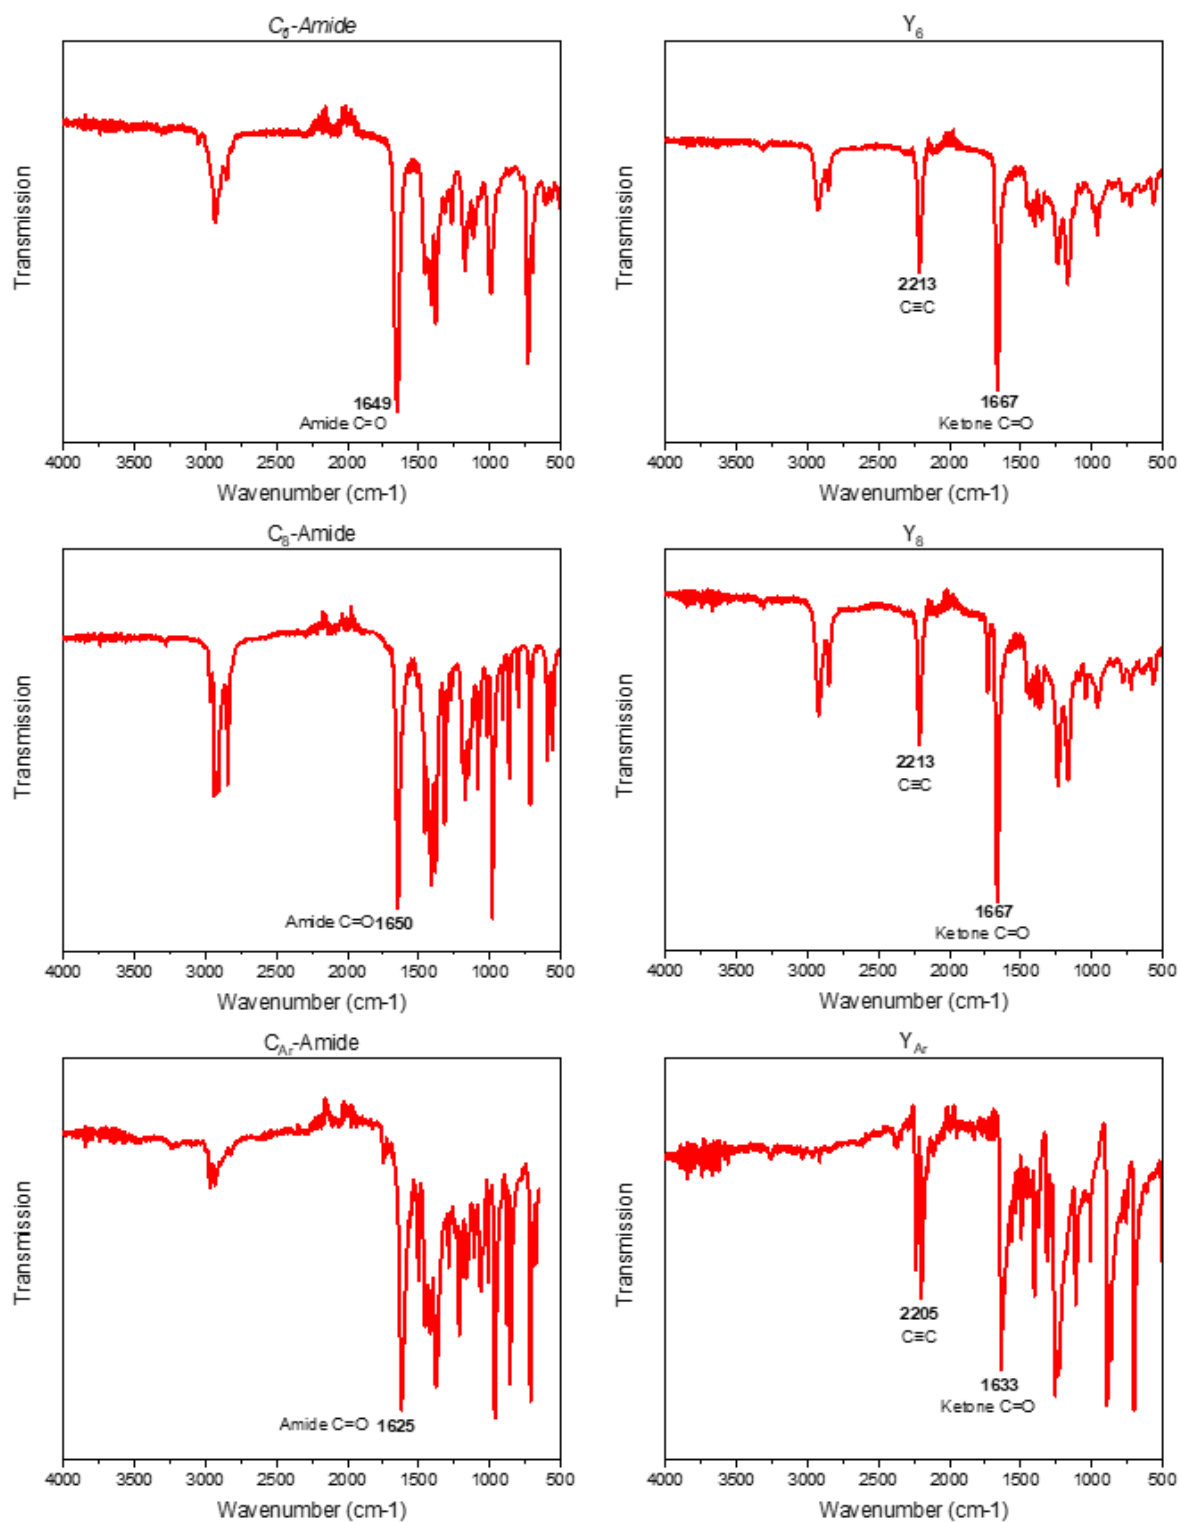 C₆-Amide
Transmission
1649
Amide C=O
4000 3500 3000 2500 2000 1500 1000 500
Wavenumber (cm-1)
Y₆
Transmission
2213
C≡C
1667
Ketone C=O
4000 3500 3000 2500 2000 1500 1000 500
Wavenumber (cm-1)
C₈-Amide
Transmission
Amide C=O 1650
4000 3500 3000 2500 2000 1500 1000 500
Wavenumber (cm-1)
Y₈
Transmission
2213
C≡C
1667
Ketone C=O
4000 3500 3000 2500 2000 1500 1000 500
Wavenumber (cm-1)
C_Ar-Amide
Transmission
Amide C=O 1625
4000 3500 3000 2500 2000 1500 1000 500
Wavenumber (cm-1)
Y_Ar
Transmission
2205
C≡C
1633
Ketone C=O
4000 3500 3000 2500 2000 1500 1000 500
Wavenumber (cm-1)